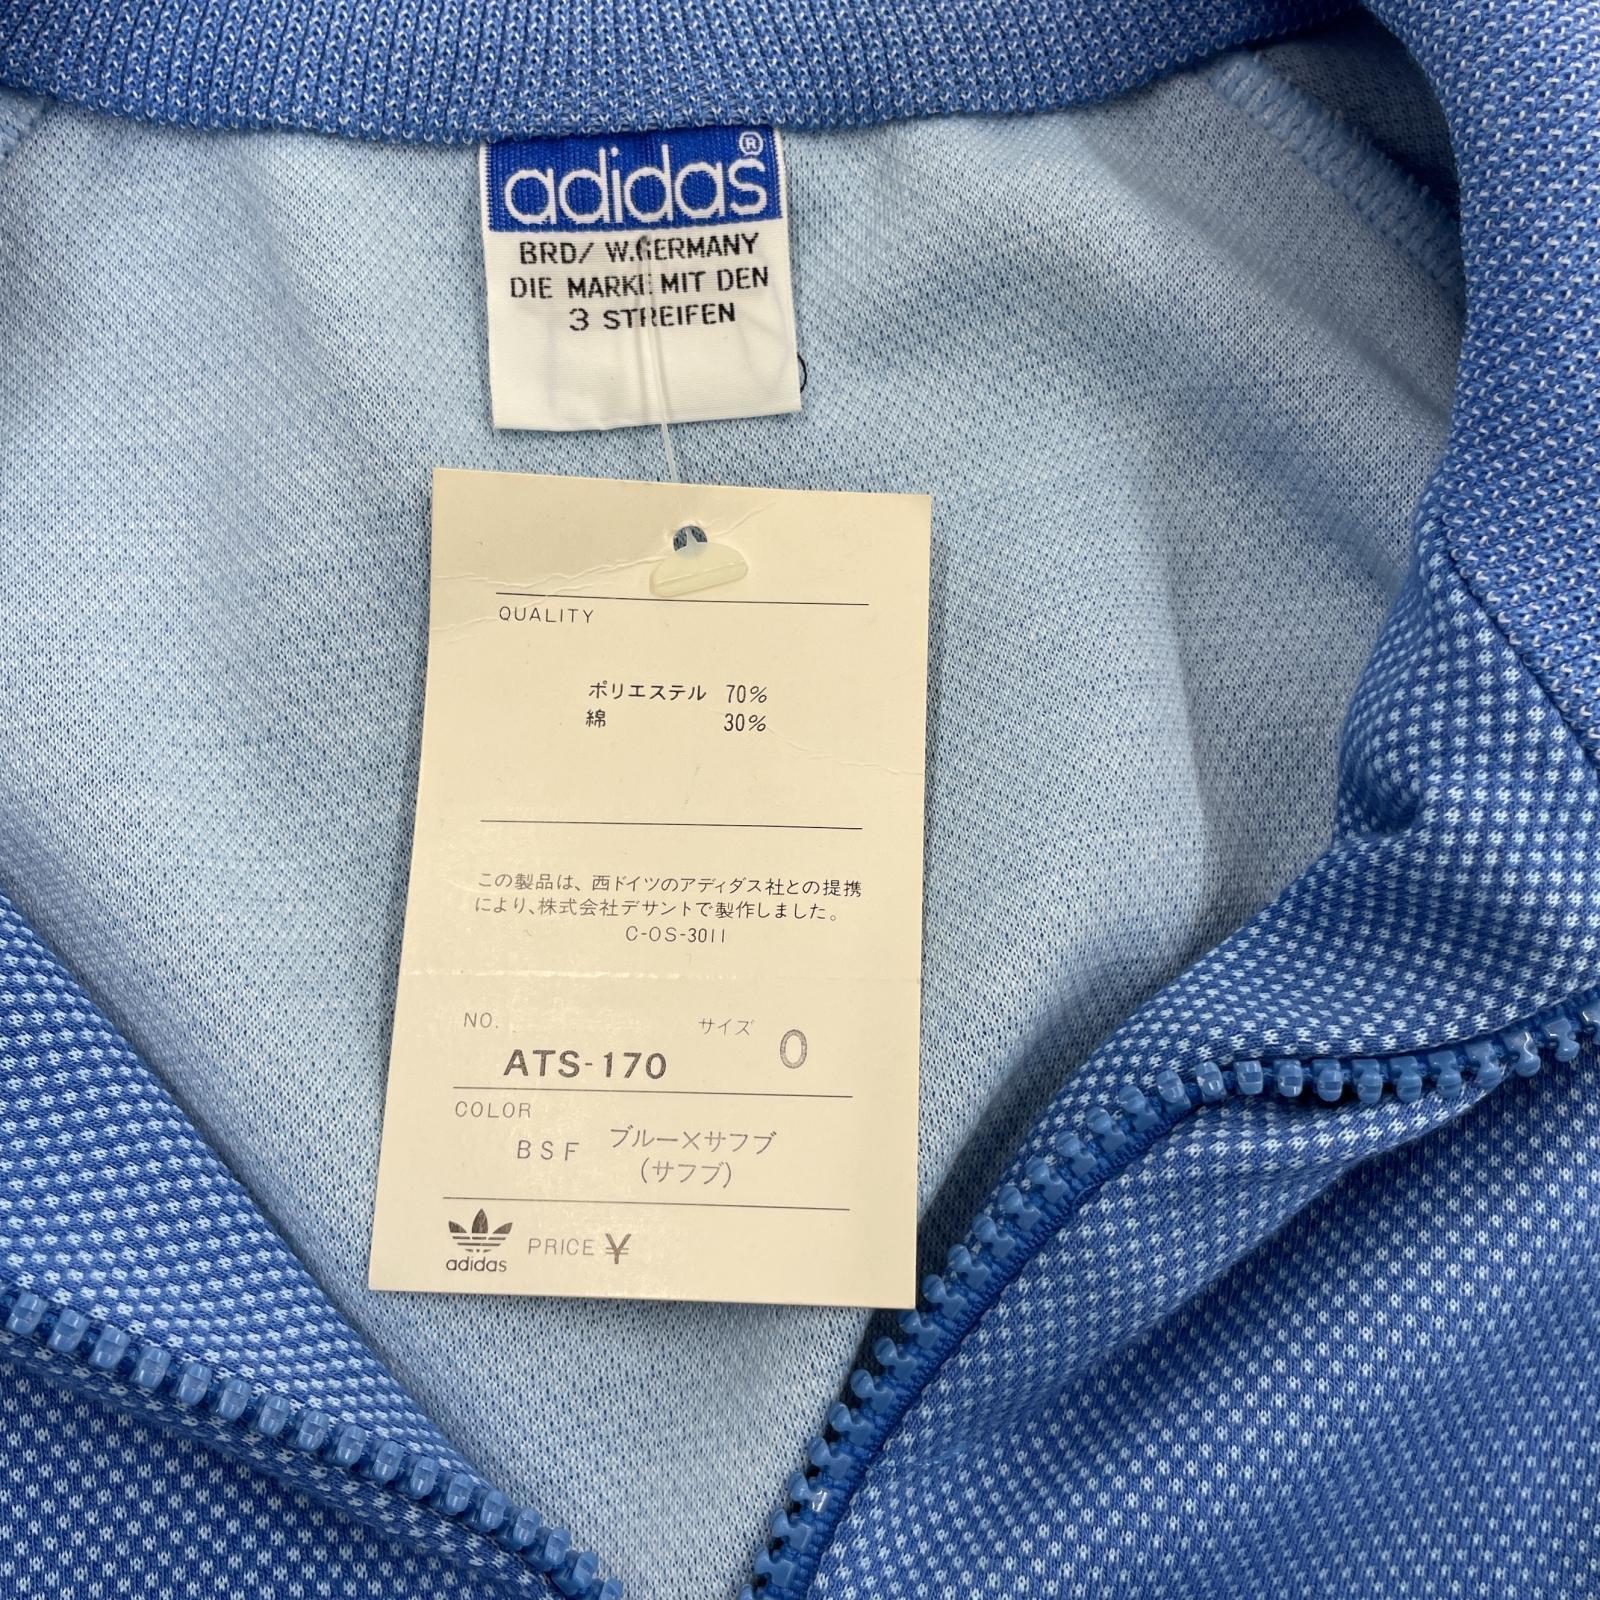 adidas®
BRD/ W.GERMANY
DIE MARKE MIT DEN
3 STREIFEN
QUALITY
ポリエステル 70%
綿 30%
この製品は、西ドイツのアディダス社との提携
により、株式会社デサントで製作しました。
C-OS-3011
NO. サイズ 0
ATS-170
COLOR
BSF ブルー×サフブ
(サフブ)
adidas PRICE ¥